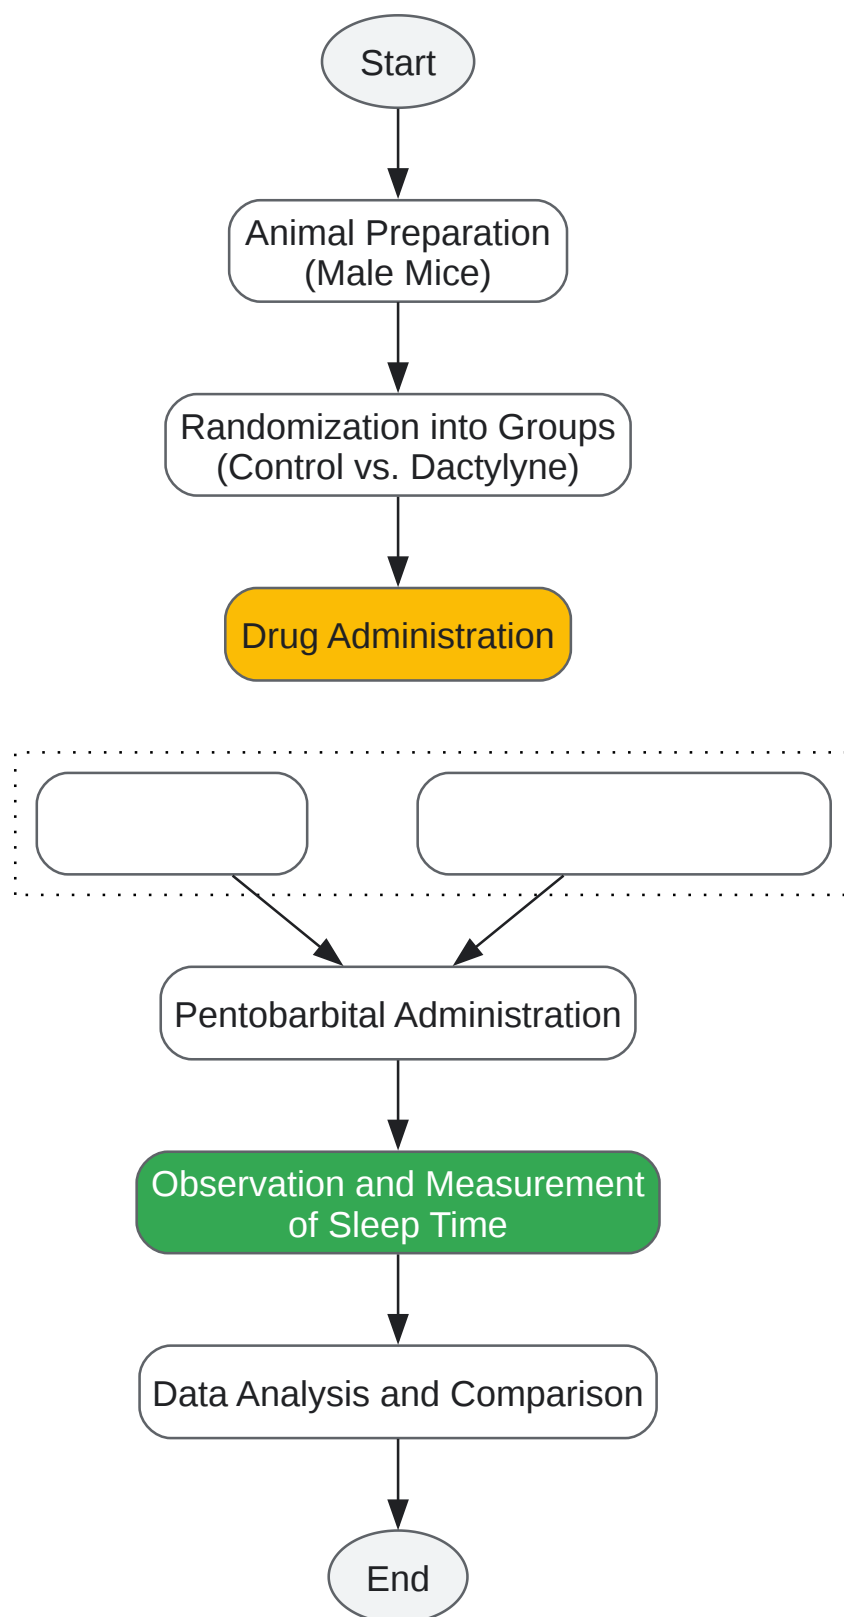 Start
Animal Preparation
(Male Mice)
Randomization into Groups
(Control vs. Dactylyne)
Drug Administration
Pentobarbital Administration
Observation and Measurement
of Sleep Time
Data Analysis and Comparison
End